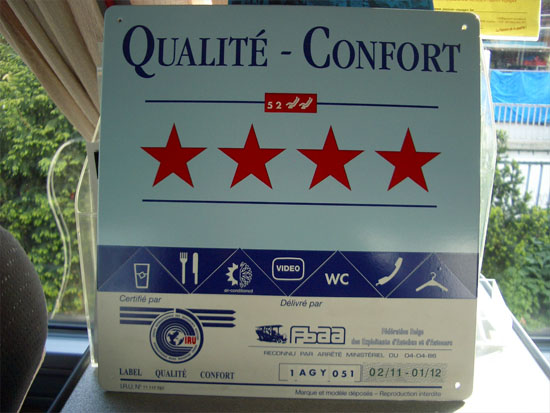 QUALITÉ - CONFORT
52
VIDEO
WC
air-conditioned
Certifié par
Délivré par
IRU
Fbaa
Fédération Belge
des Exploitants d'Autobus et d'Autocars
RECONNU PAR ARRÊTÉ MINISTÉRIEL DU 04-04-86
LABEL QUALITÉ CONFORT
1AGY051
02/11-01/12
I.R.U. N°
Marque et modèle déposés - Reproduction interdite